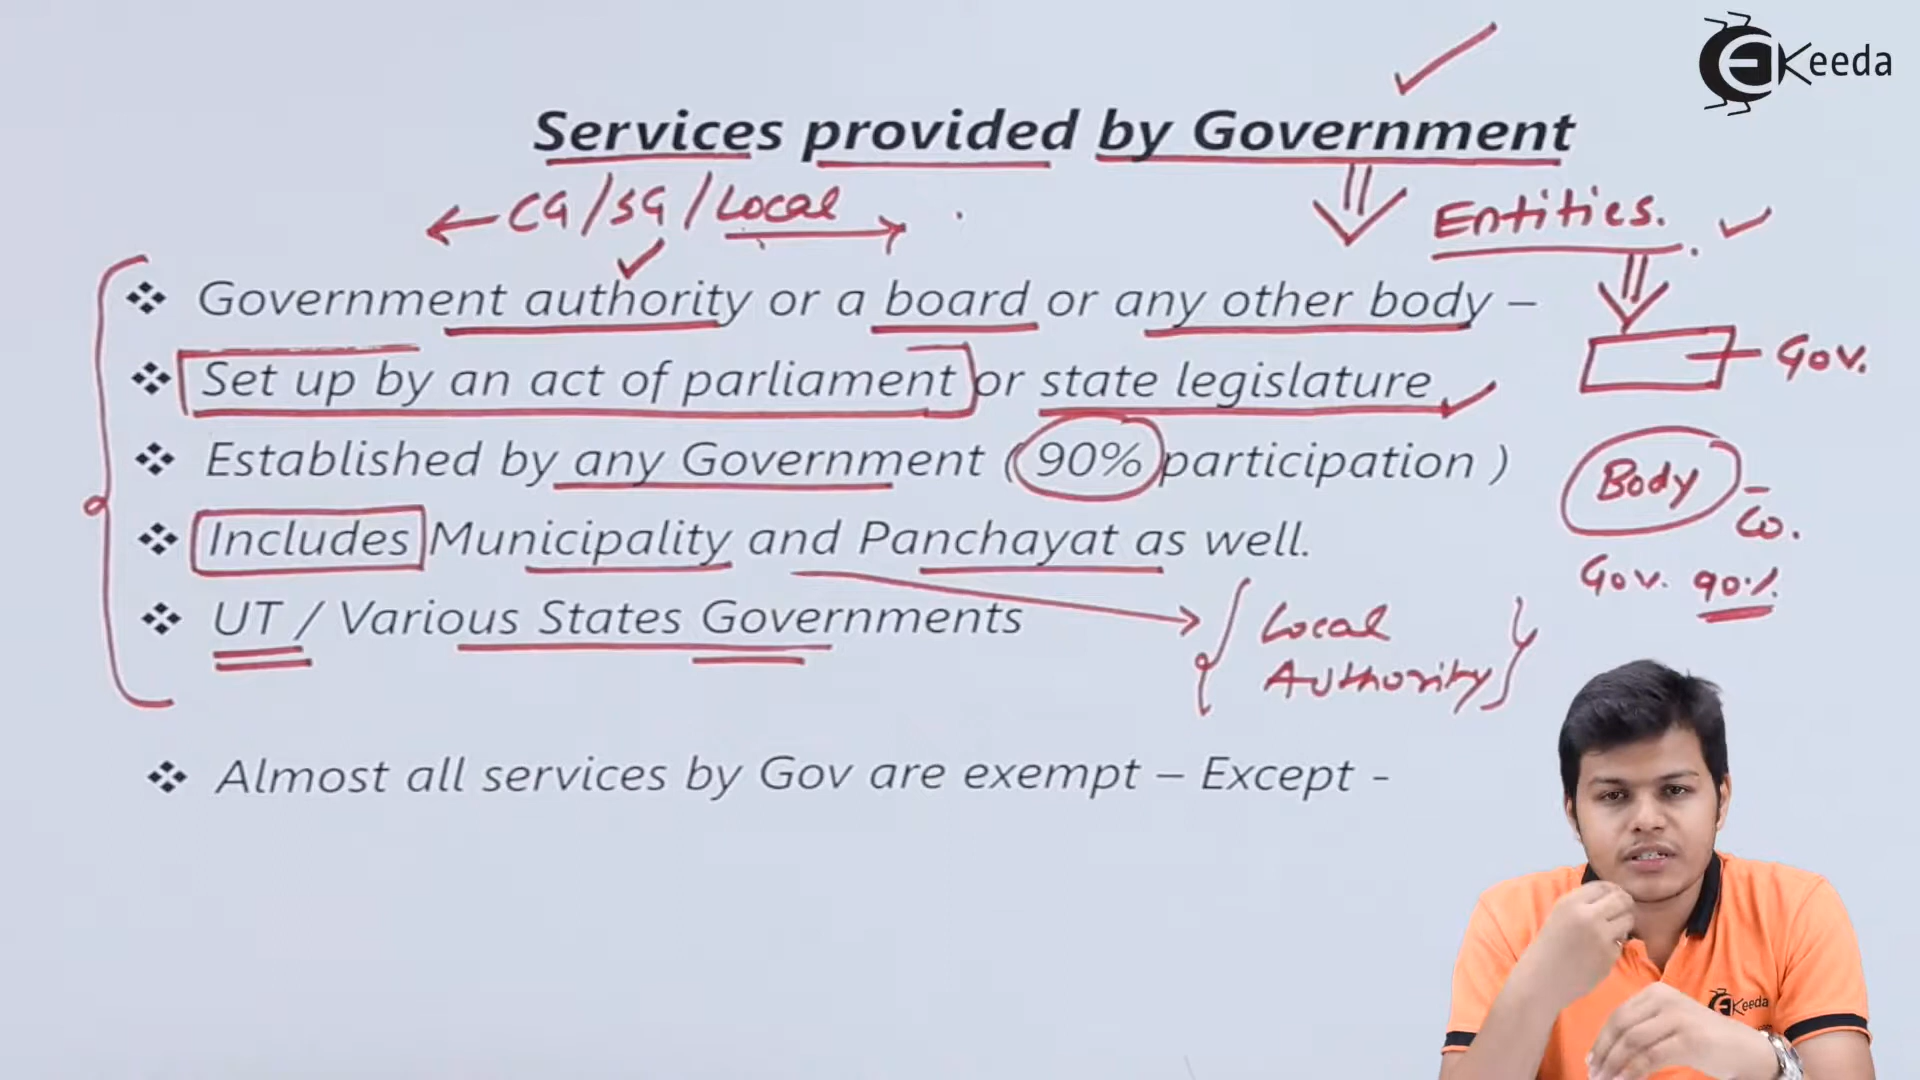 EKeeda
Services provided by Government
← CG/SG/Local →
Entities.
❖ Government authority or a board or any other body –
❖ Set up by an act of parliament or state legislature
Gov.
❖ Established by any Government ( 90% participation )
Body – Co.
❖ Includes Municipality and Panchayat as well.
Gov. 90%
❖ UT / Various States Governments
Local
Authority
❖ Almost all services by Gov are exempt – Except -
EKeeda